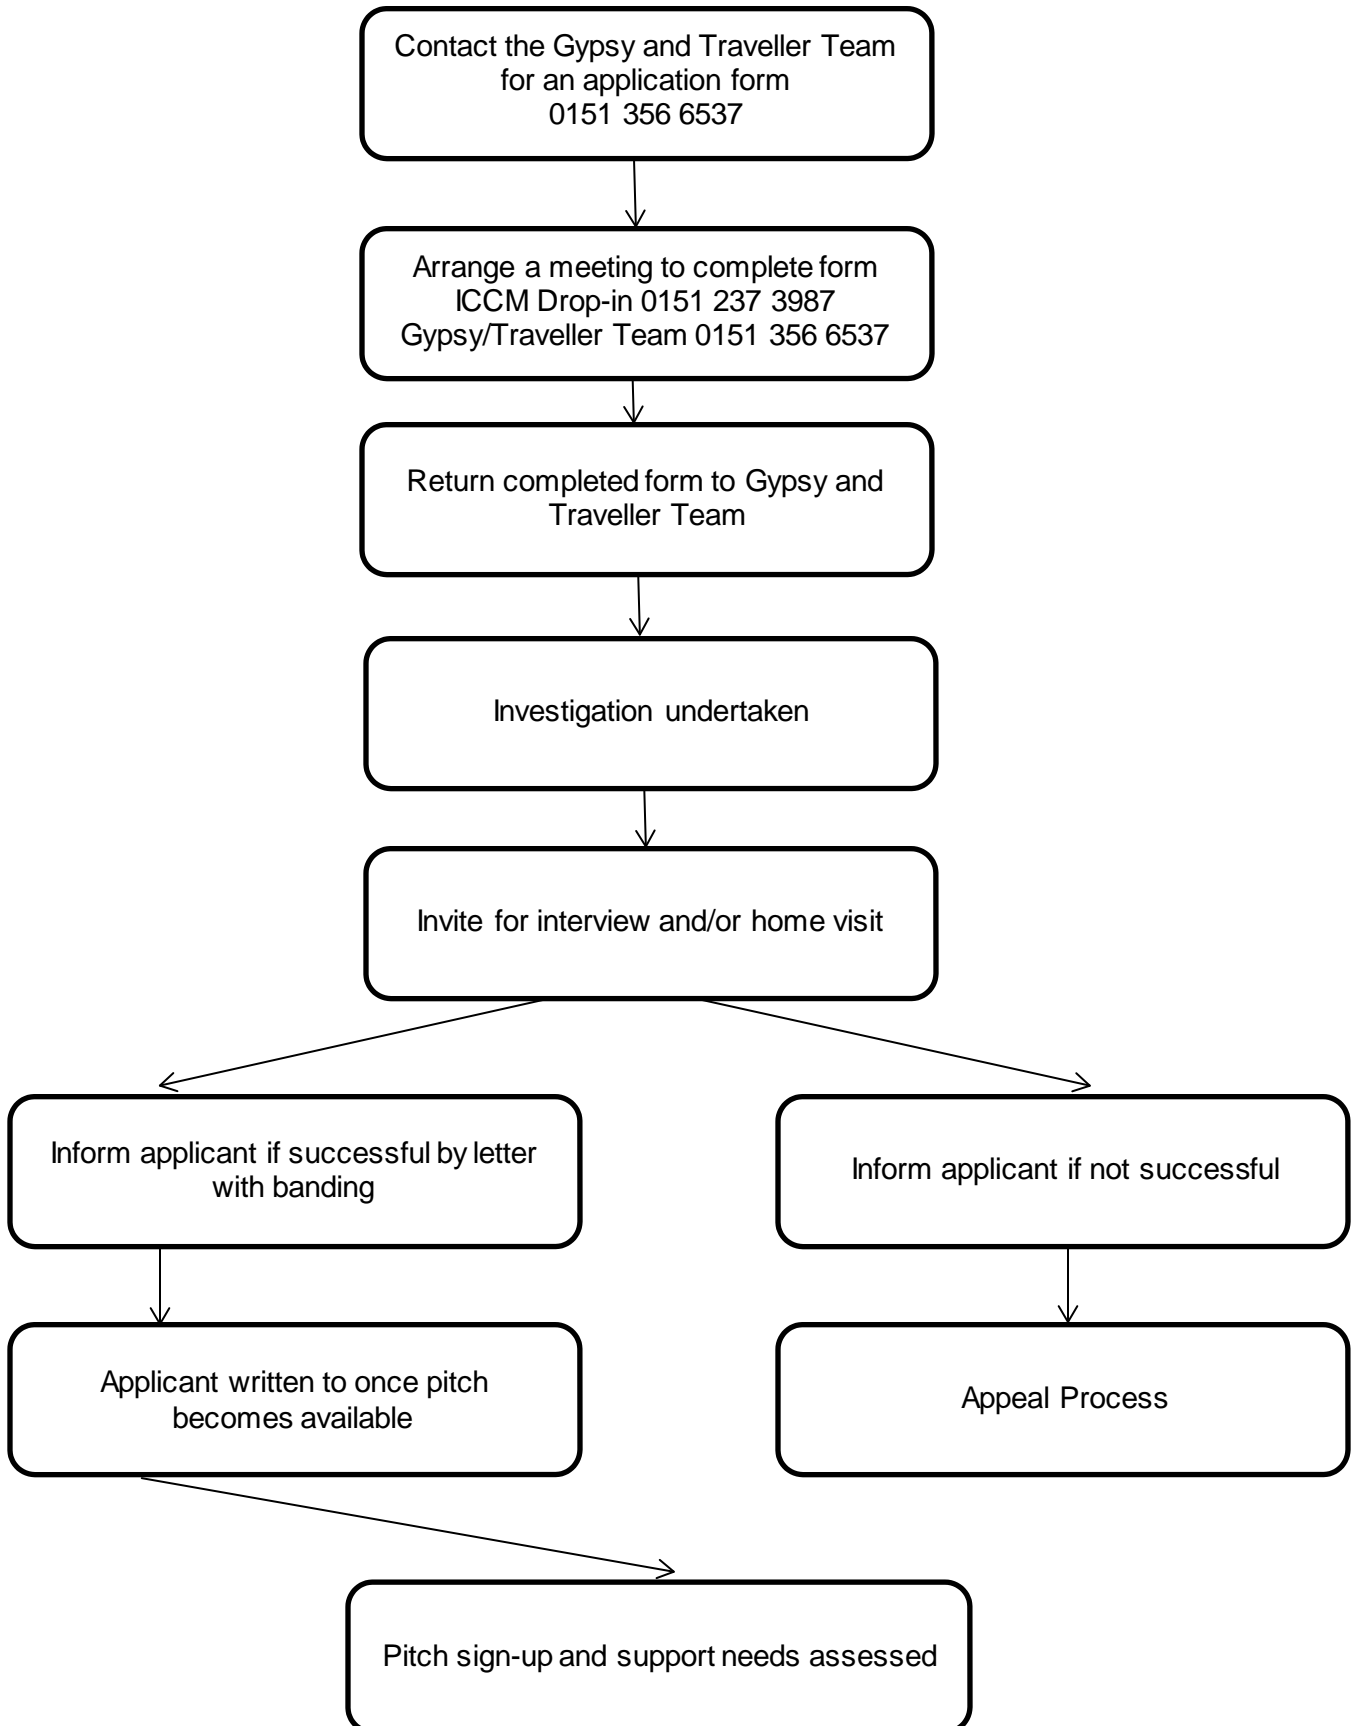 Contact the Gypsy and Traveller Team
for an application form
0151 356 6537
Arrange a meeting to complete form
ICCM Drop-in 0151 237 3987
Gypsy/Traveller Team 0151 356 6537
Return completed form to Gypsy and
Traveller Team
Investigation undertaken
Invite for interview and/or home visit
Inform applicant if successful by letter
with banding
Inform applicant if not successful
Applicant written to once pitch
becomes available
Appeal Process
Pitch sign-up and support needs assessed